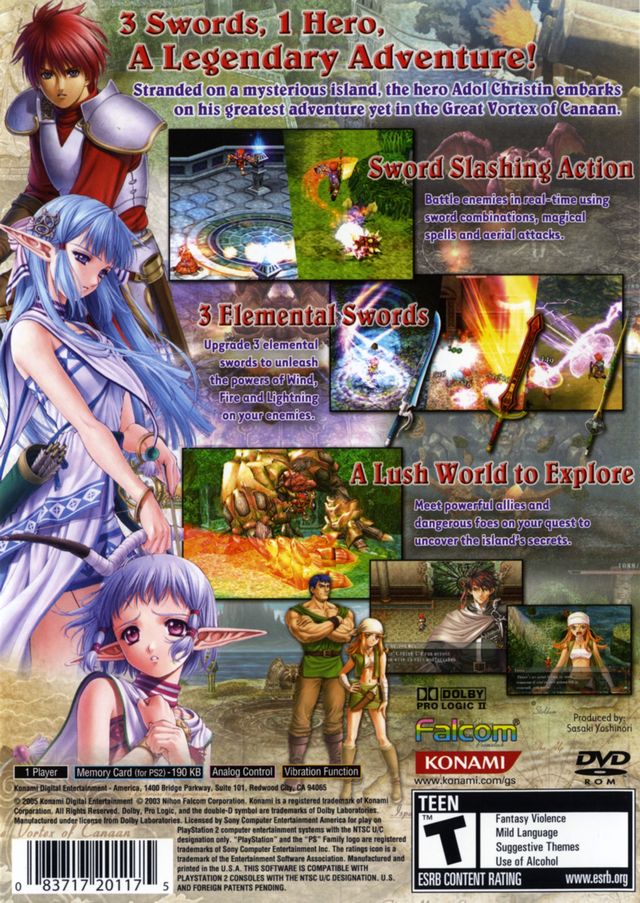 3 Swords, 1 Hero,
A Legendary Adventure!
Stranded on a mysterious island, the hero Adol Christin embarks
on his greatest adventure yet in the Great Vortex of Canaan.
Sword Slashing Action
Battle enemies in real-time using
sword combinations, magical
spells and aerial attacks.
3 Elemental Swords
Upgrade 3 elemental
swords to unleash
the powers of Wind,
Fire and Lightning
on your enemies.
A Lush World to Explore
Meet powerful allies and
dangerous foes on your quest to
uncover the island's secrets.
DOLBY
PRO LOGIC II
Falcom
Produced by:
Sasaki Yoshinori
KONAMI
www.konami.com/gs
DVD
ROM
1 Player
Memory Card (for PS2) - 190 KB
Analog Control
Vibration Function
Konami Digital Entertainment - America, 1400 Bridge Parkway, Suite 101, Redwood City, CA 94065
© 2005 Konami Digital Entertainment © 2003 Nihon Falcom Corporation. Konami is a registered trademark of Konami
Corporation. All Rights Reserved. Dolby, Pro Logic, and the double-D symbol are trademarks of Dolby Laboratories.
Manufactured under license from Dolby Laboratories. Licensed by Sony Computer Entertainment America for play on
PlayStation 2 computer entertainment systems with the NTSC U/C
designation only. "PlayStation" and the "PS" Family logo are registered
trademarks of Sony Computer Entertainment Inc. The ratings icon is a
trademark of the Entertainment Software Association. Manufactured and
printed in the U.S.A. THIS SOFTWARE IS COMPATIBLE WITH
PLAYSTATION 2 CONSOLES WITH THE NTSC U/C DESIGNATION. U.S.
AND FOREIGN PATENTS PENDING.
Vortex of Canaan
0 83717 20117 5
TEEN
T
Fantasy Violence
Mild Language
Suggestive Themes
Use of Alcohol
ESRB CONTENT RATING
www.esrb.org